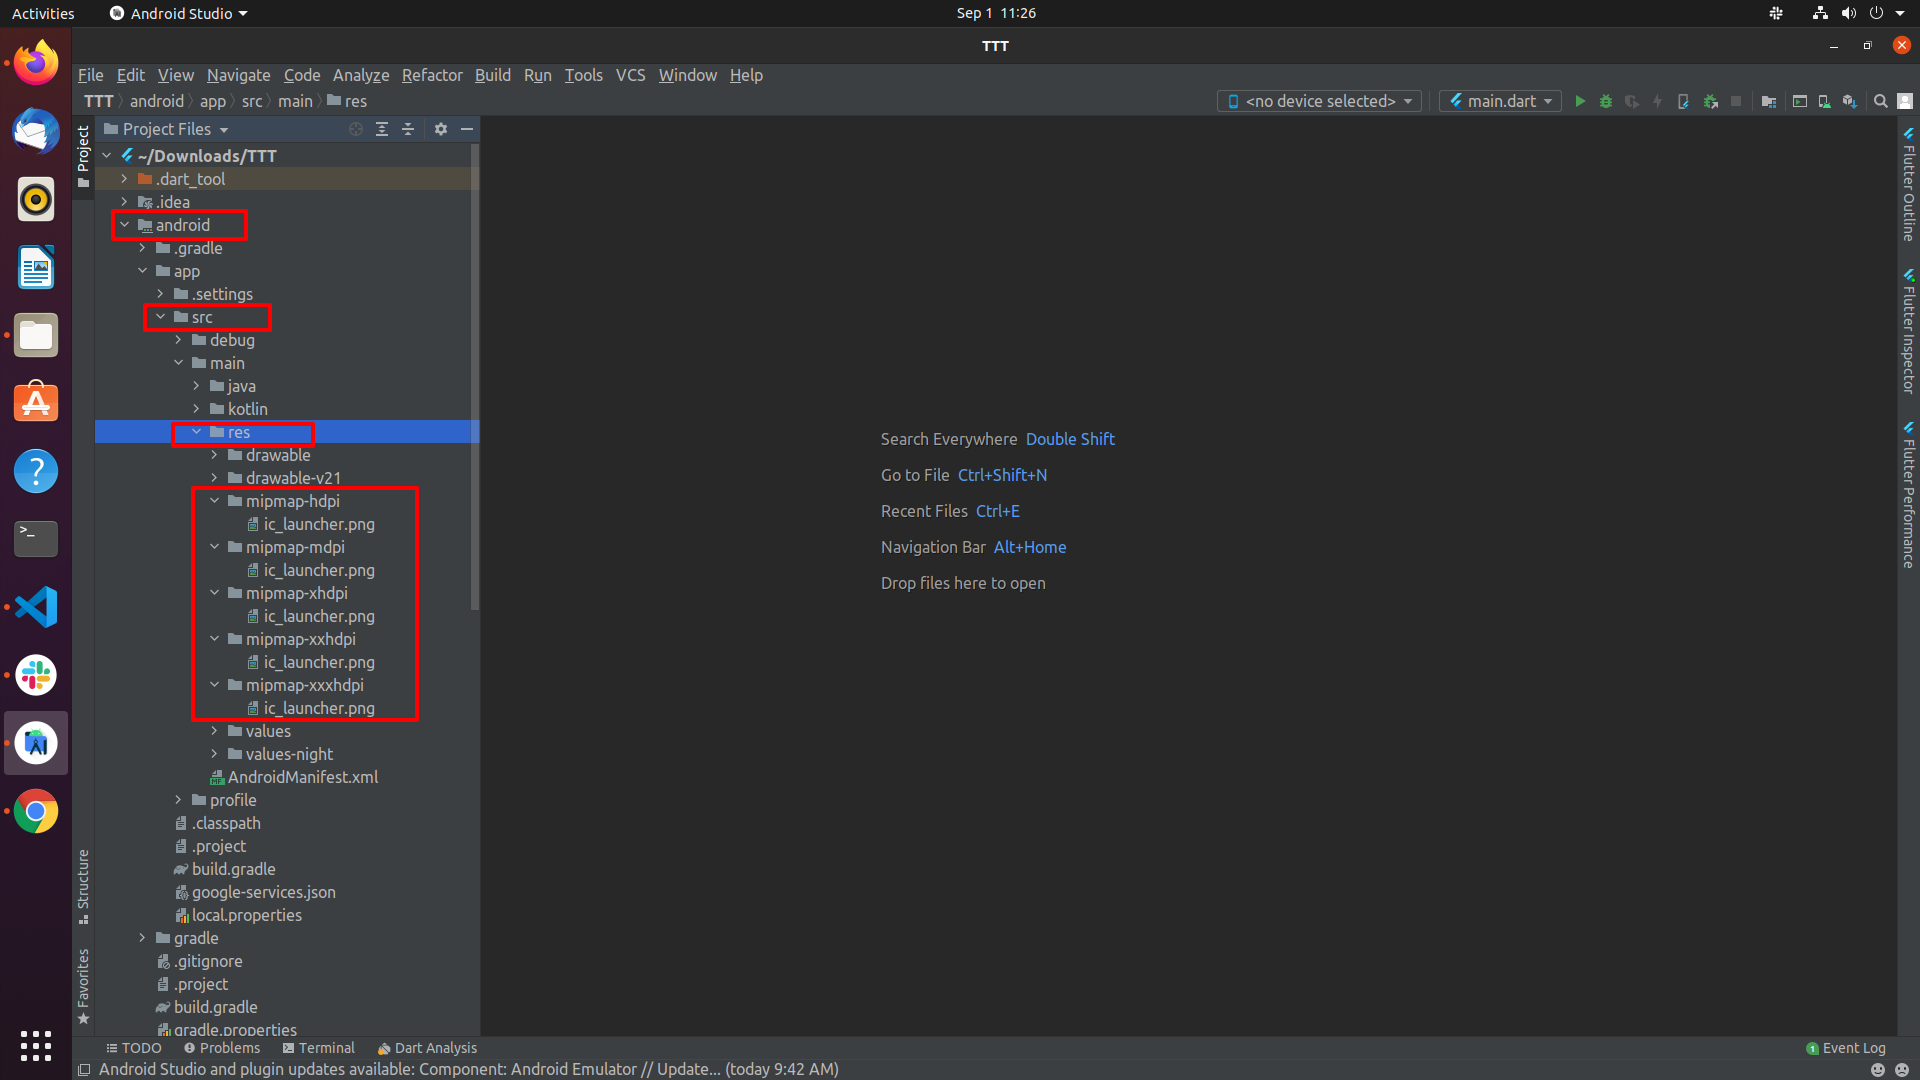 Activities Android Studio Sep 1 11:26
TTT
File Edit View Navigate Code Analyze Refactor Build Run Tools VCS Window Help
TTT android app src main res <no device selected> main.dart
Project
Project Files
~/Downloads/TTT
.dart_tool
.idea
android
.gradle
app
.settings
src
debug
main
java
kotlin
res
drawable
drawable-v21
mipmap-hdpi
ic_launcher.png
mipmap-mdpi
ic_launcher.png
mipmap-xhdpi
ic_launcher.png
mipmap-xxhdpi
ic_launcher.png
mipmap-xxxhdpi
ic_launcher.png
values
values-night
AndroidManifest.xml
profile
.classpath
.project
build.gradle
google-services.json
local.properties
gradle
.gitignore
.project
build.gradle
gradle.properties
Structure
Favorites
Search Everywhere Double Shift
Go to File Ctrl+Shift+N
Recent Files Ctrl+E
Navigation Bar Alt+Home
Drop files here to open
Flutter Outline
Flutter Inspector
Flutter Performance
TODO Problems Terminal Dart Analysis 1 Event Log
Android Studio and plugin updates available: Component: Android Emulator // Update... (today 9:42 AM)